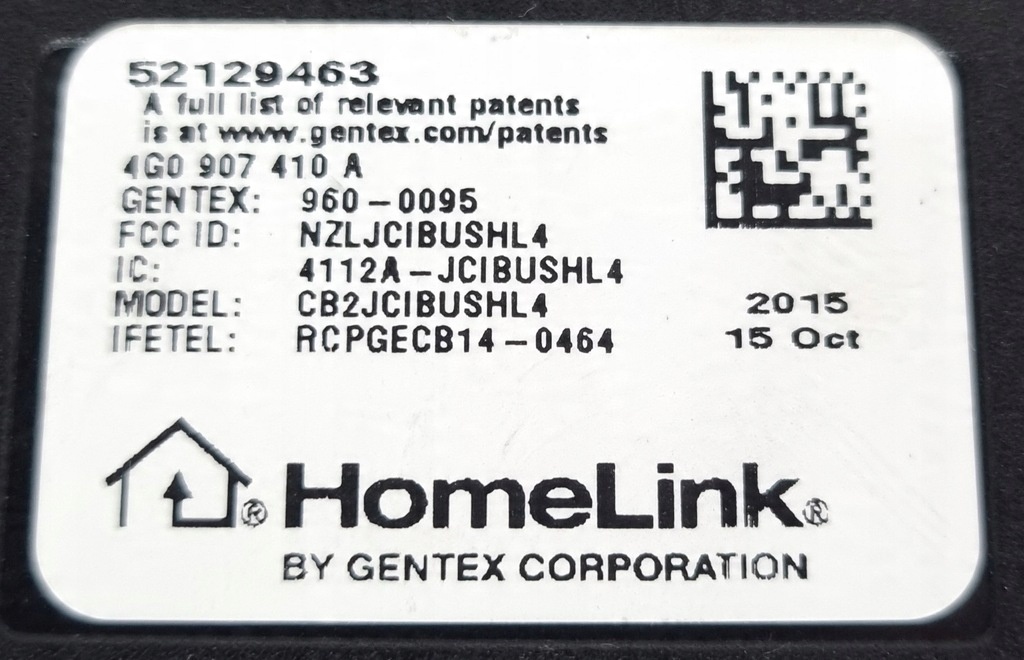 52129463
A full list of relevant patents
is at www.gentex.com/patents
4G0 907 410 A
GENTEX: 960-0095
FCC ID: NZLJCIBUSHL4
IC: 4112A-JCIBUSHL4
MODEL: CB2JCIBUSHL4
IFETEL: RCPGECB14-0464
2015
15 Oct
® HomeLink®
BY GENTEX CORPORATION